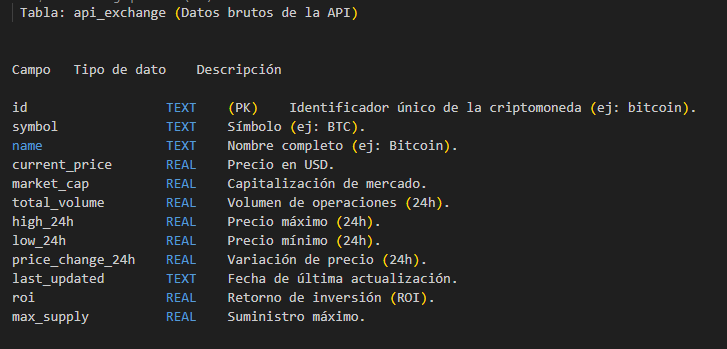 Tabla: api_exchange (Datos brutos de la API)
Campo Tipo de dato Descripción
id TEXT (PK) Identificador único de la criptomoneda (ej: bitcoin).
symbol TEXT Símbolo (ej: BTC).
name TEXT Nombre completo (ej: Bitcoin).
current_price REAL Precio en USD.
market_cap REAL Capitalización de mercado.
total_volume REAL Volumen de operaciones (24h).
high_24h REAL Precio máximo (24h).
low_24h REAL Precio mínimo (24h).
price_change_24h REAL Variación de precio (24h).
last_updated TEXT Fecha de última actualización.
roi REAL Retorno de inversión (ROI).
max_supply REAL Suministro máximo.